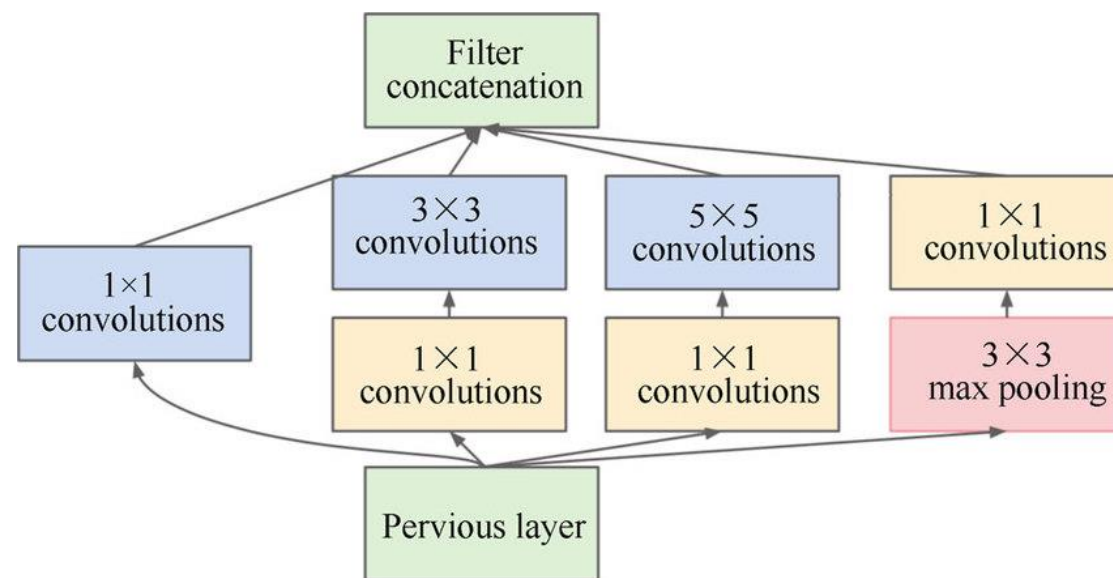 Filter
concatenation
3×3
convolutions
5×5
convolutions
1×1
convolutions
1×1
convolutions
1×1
convolutions
1×1
convolutions
3×3
max pooling
Pervious layer